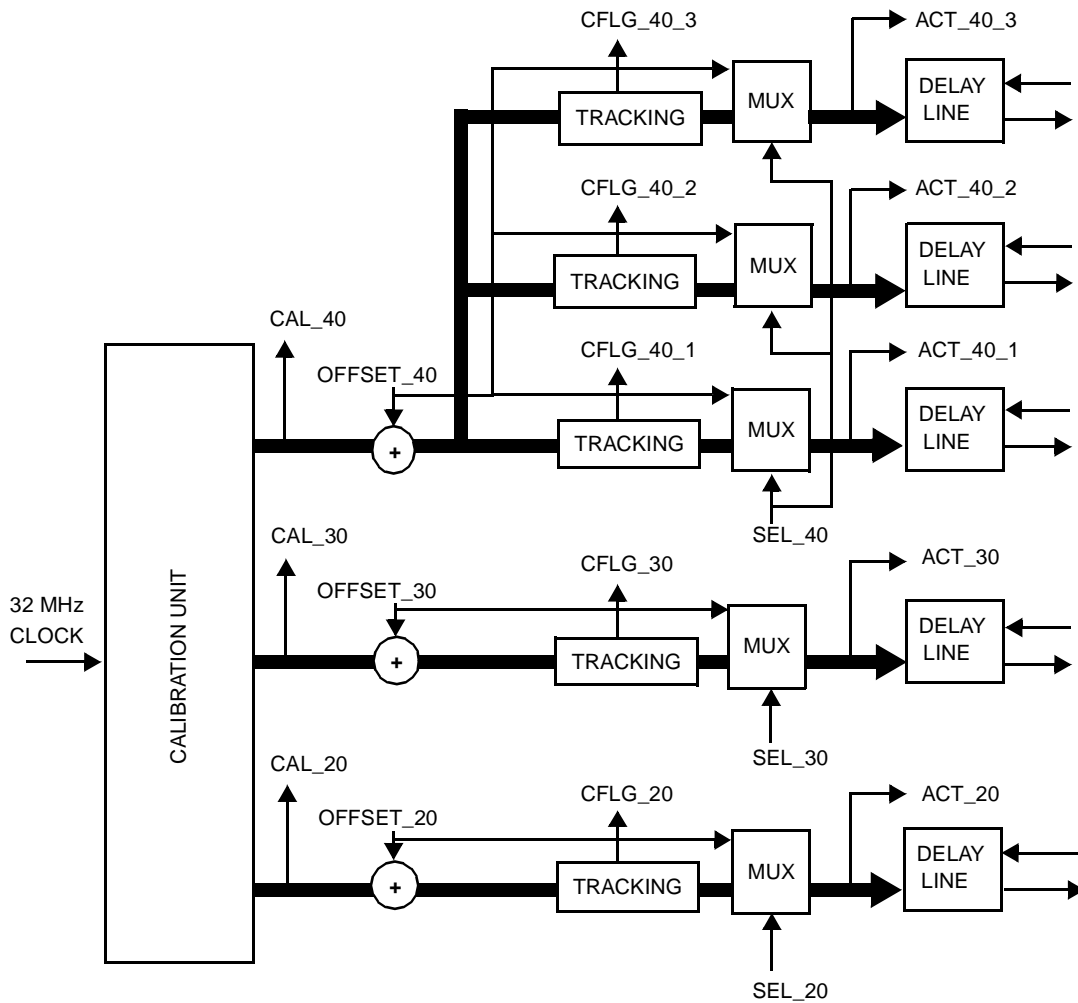 CFLG_40_3
ACT_40_3
TRACKING
MUX
DELAY
LINE
CFLG_40_2
ACT_40_2
TRACKING
MUX
DELAY
LINE
CAL_40
OFFSET_40
CFLG_40_1
ACT_40_1
+
TRACKING
MUX
DELAY
LINE
SEL_40
32 MHz
CLOCK
CALIBRATION UNIT
CAL_30
OFFSET_30
CFLG_30
ACT_30
+
TRACKING
MUX
DELAY
LINE
SEL_30
CAL_20
OFFSET_20
CFLG_20
ACT_20
+
TRACKING
MUX
DELAY
LINE
SEL_20